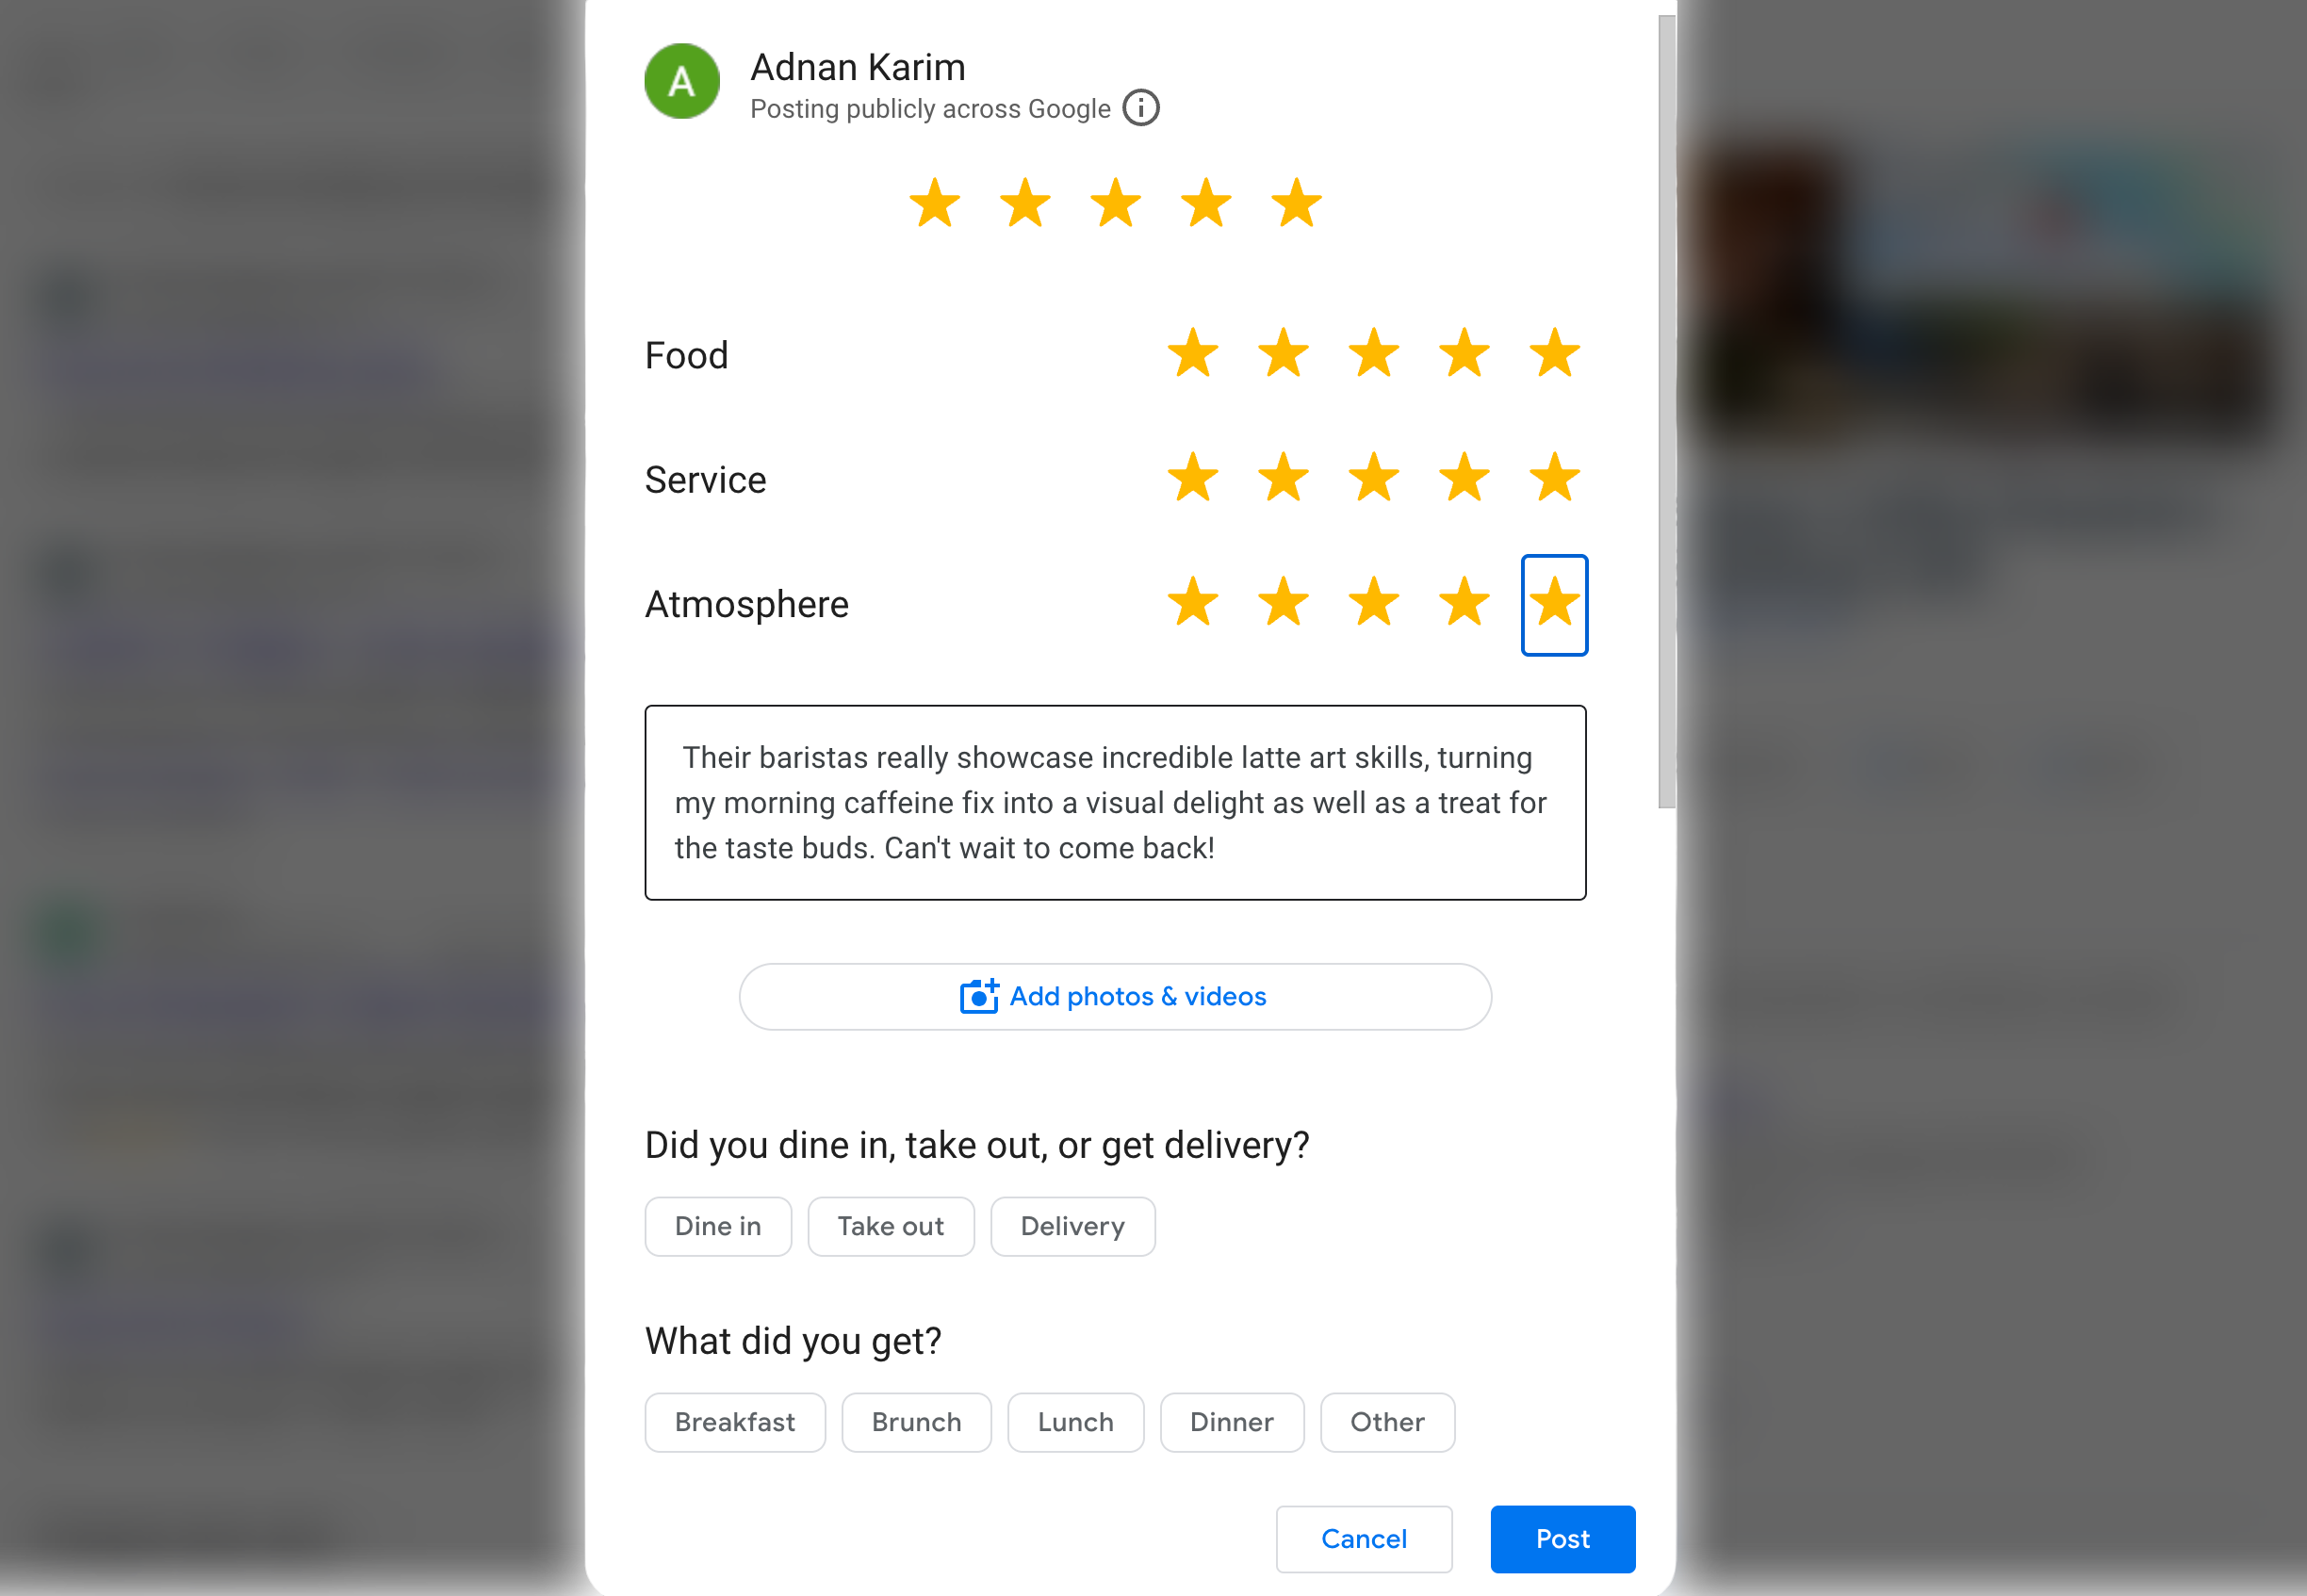 A
Adnan Karim
Posting publicly across Google
Food
Service
Atmosphere
Their baristas really showcase incredible latte art skills, turning
my morning caffeine fix into a visual delight as well as a treat for
the taste buds. Can't wait to come back!
Add photos & videos
Did you dine in, take out, or get delivery?
Dine in Take out Delivery
What did you get?
Breakfast Brunch Lunch Dinner Other
Cancel Post